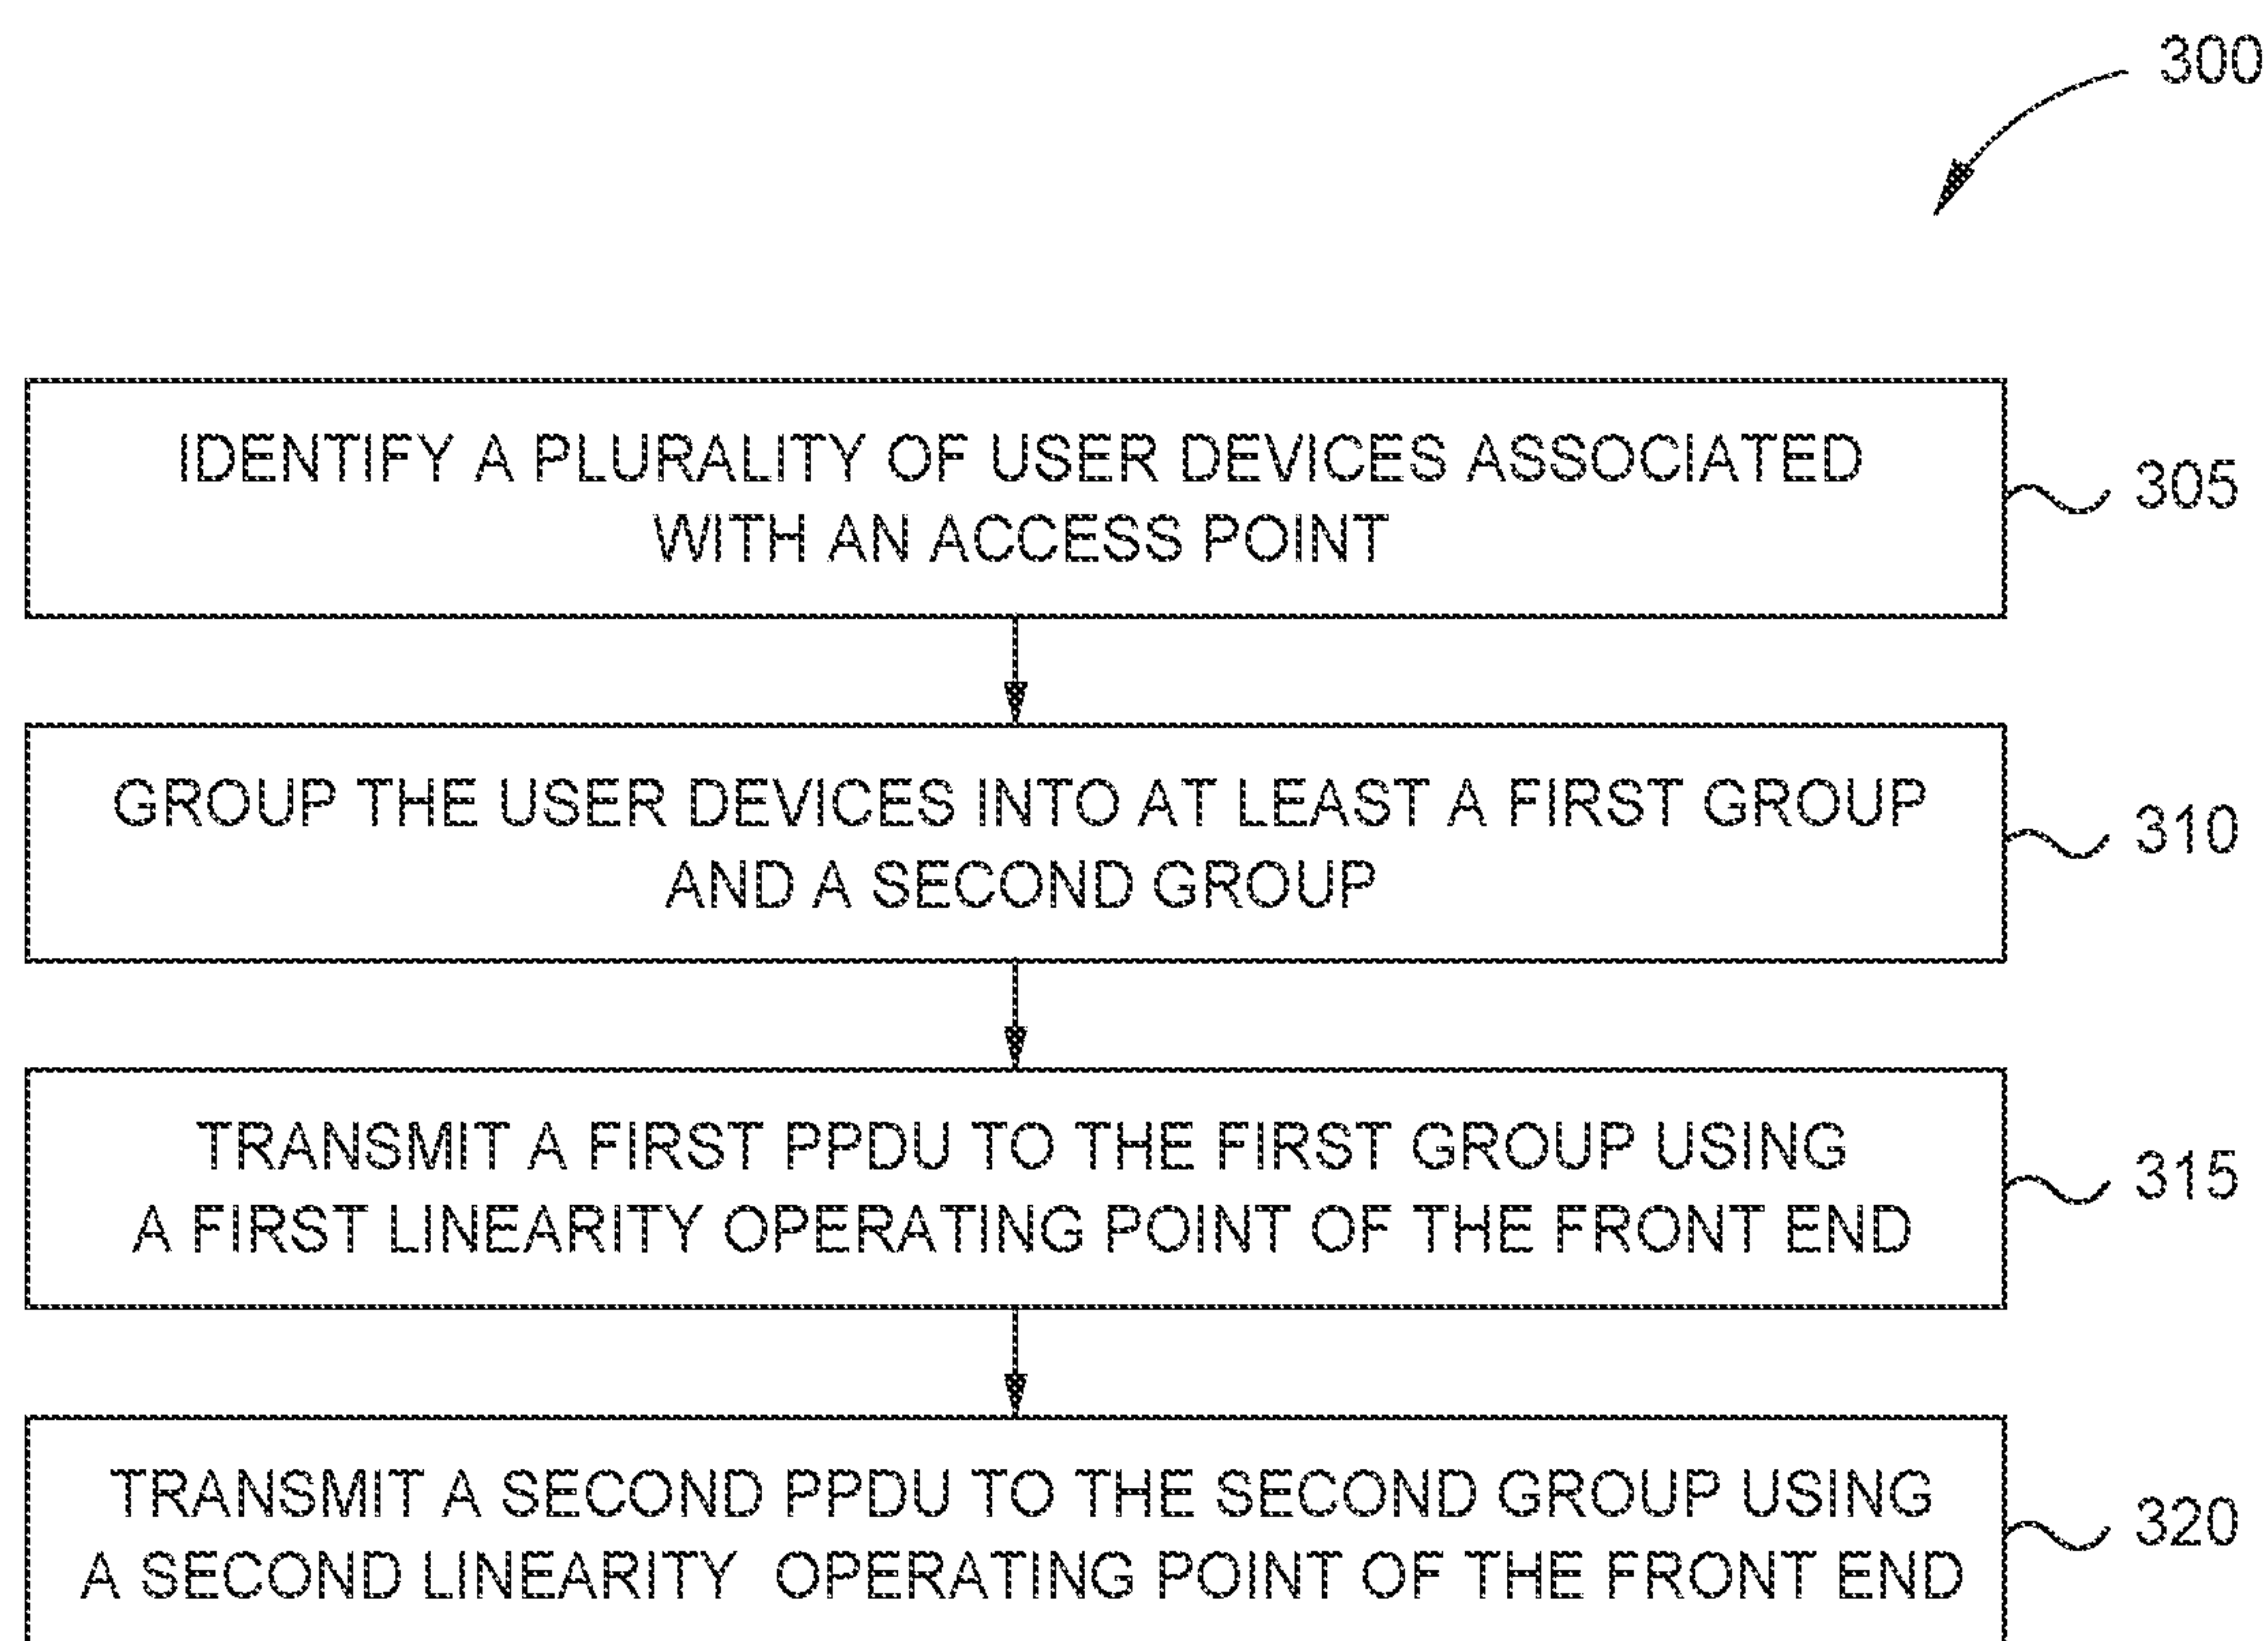 300
IDENTIFY A PLURALITY OF USER DEVICES ASSOCIATED
WITH AN ACCESS POINT
305
GROUP THE USER DEVICES INTO AT LEAST A FIRST GROUP
AND A SECOND GROUP
310
TRANSMIT A FIRST PPDU TO THE FIRST GROUP USING
A FIRST LINEARITY OPERATING POINT OF THE FRONT END
315
TRANSMIT A SECOND PPDU TO THE SECOND GROUP USING
A SECOND LINEARITY OPERATING POINT OF THE FRONT END
320